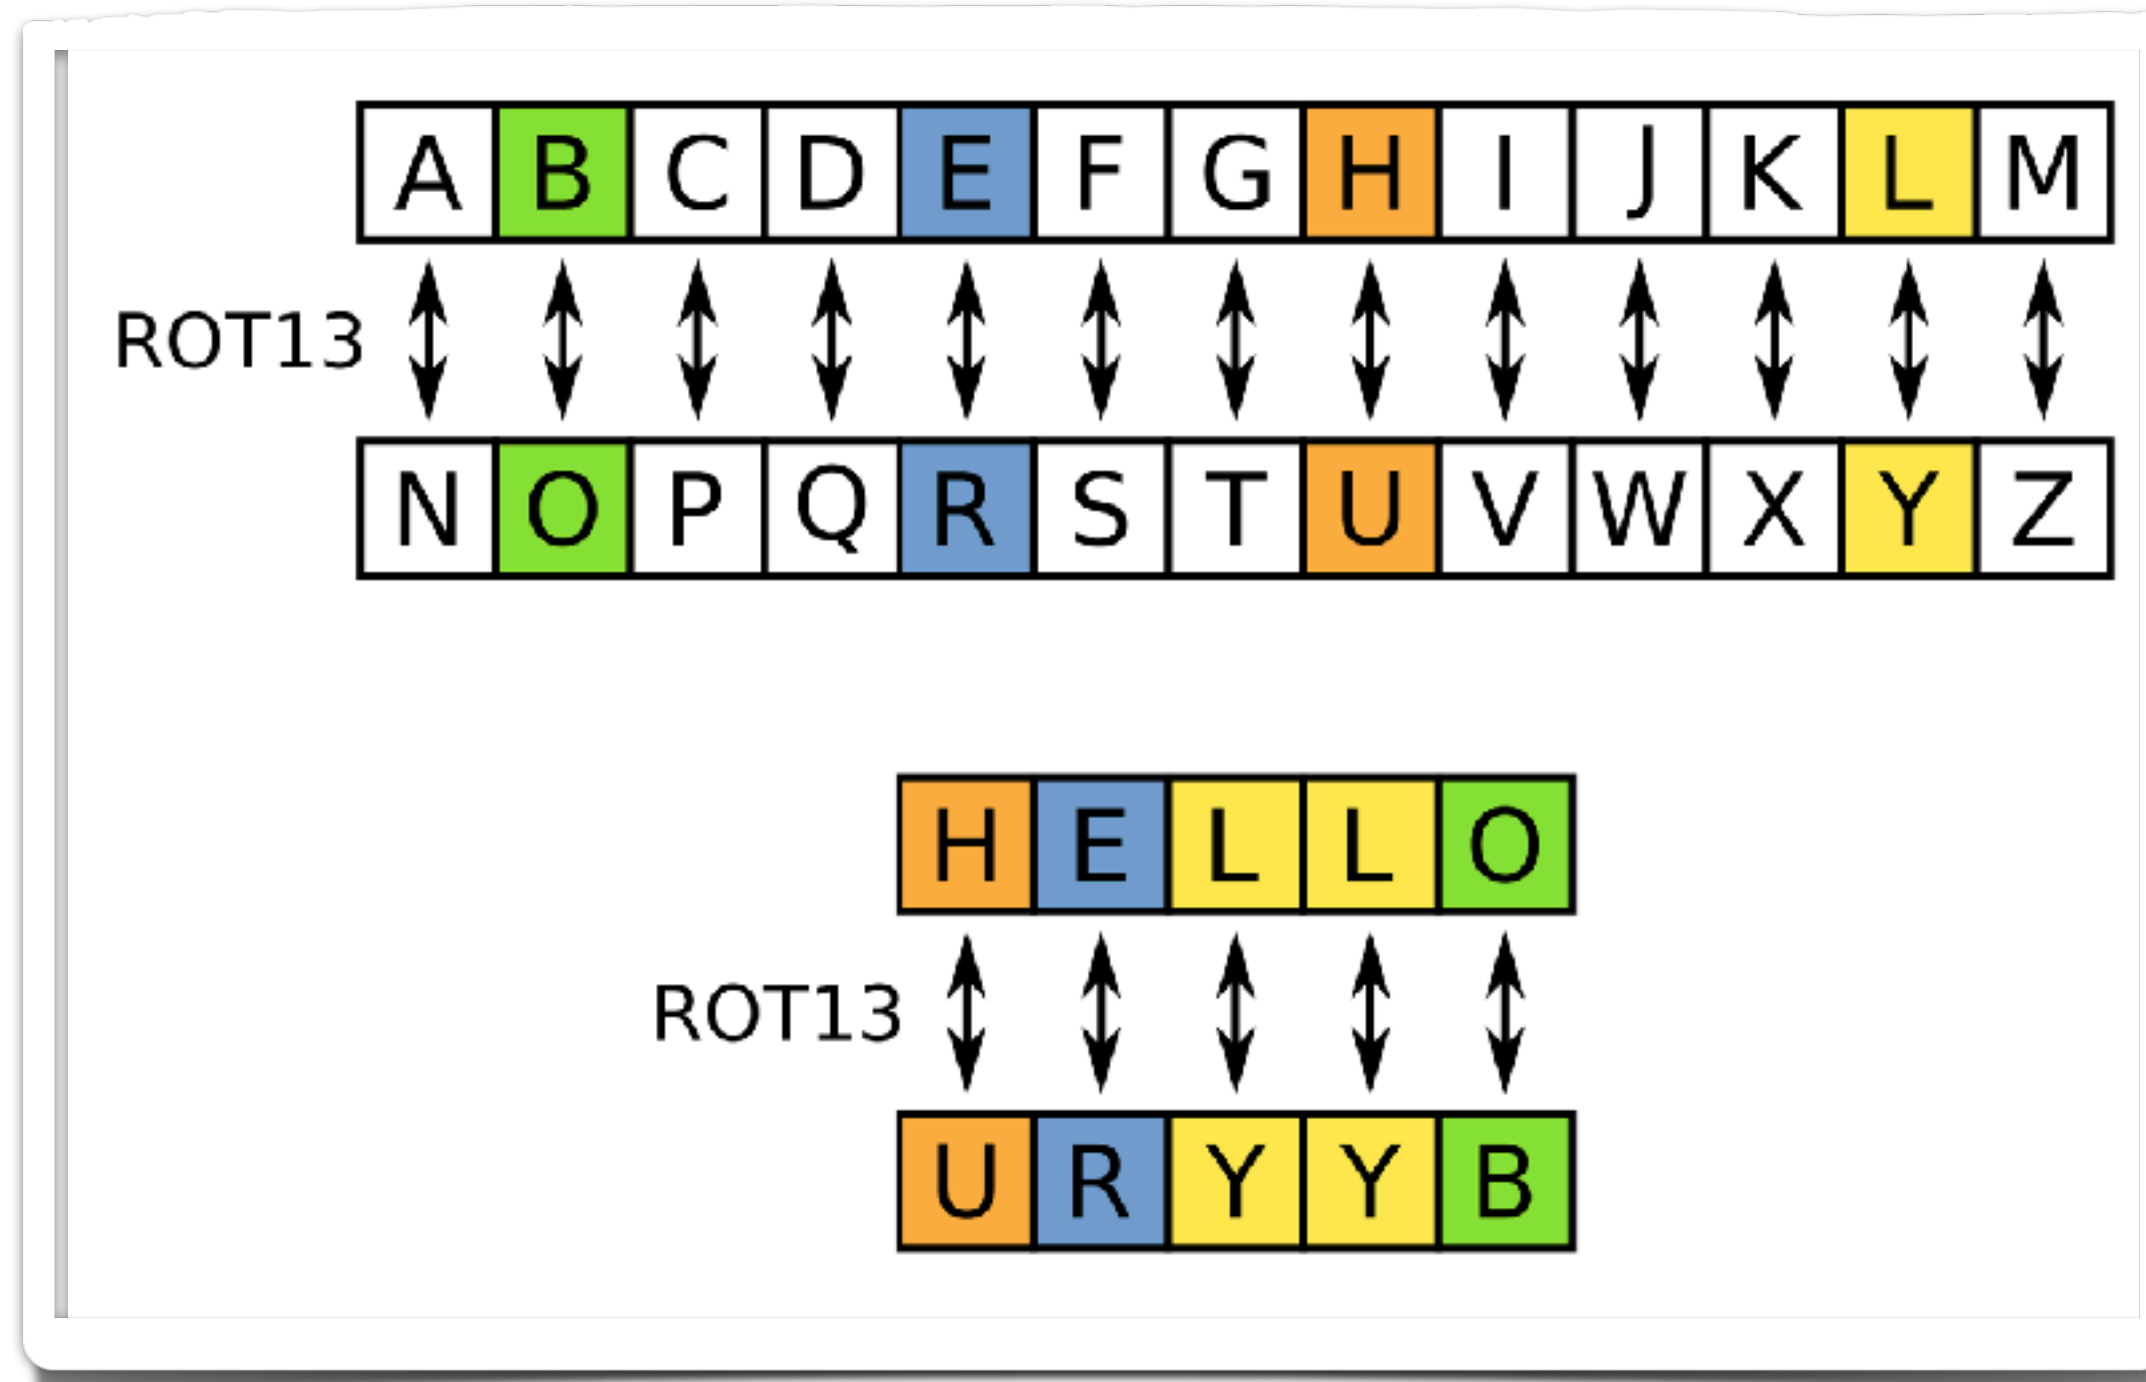 A B C D E F G H I J K L M
ROT13
N O P Q R S T U V W X Y Z
H E L L O
ROT13
U R Y Y B